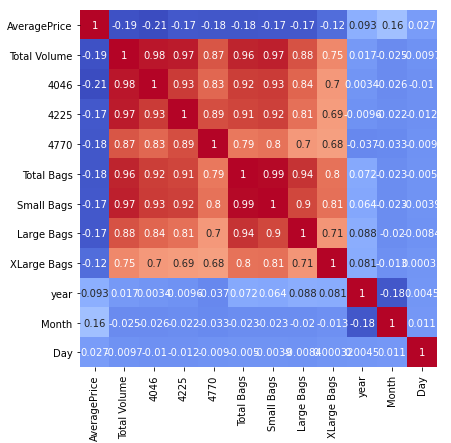 AveragePrice 1 -0.19 -0.21 -0.17 -0.18 -0.18 -0.17 -0.17 -0.12 0.093 0.16 0.027
Total Volume -0.19 1 0.98 0.97 0.87 0.96 0.97 0.88 0.75 0.017 -0.025 -0.0097
4046 -0.21 0.98 1 0.93 0.83 0.92 0.93 0.84 0.7 0.0034 -0.026 -0.01
4225 -0.17 0.97 0.93 1 0.89 0.91 0.92 0.81 0.69 -0.0096 -0.022 -0.012
4770 -0.18 0.87 0.83 0.89 1 0.79 0.8 0.7 0.68 -0.037 -0.033 -0.009
Total Bags -0.18 0.96 0.92 0.91 0.79 1 0.99 0.94 0.8 0.072 -0.023 -0.005
Small Bags -0.17 0.97 0.93 0.92 0.8 0.99 1 0.9 0.81 0.064 -0.023 -0.0039
Large Bags -0.17 0.88 0.84 0.81 0.7 0.94 0.9 1 0.71 0.088 -0.02 -0.0084
XLarge Bags -0.12 0.75 0.7 0.69 0.68 0.8 0.81 0.71 1 0.081 -0.013
year 0.093 0.017 0.0034 -0.0096 -0.037 0.072 0.064 0.088 0.081 1 -0.18 0.0045
Month 0.16 -0.025 -0.026 -0.022 -0.033 -0.023 -0.023 -0.02 -0.013 -0.18 1 0.011
Day 0.027 -0.0097 -0.01 -0.012 -0.009 -0.005 -0.0039 -0.0084 0.0045 0.011 1
AveragePrice Total Volume 4046 4225 4770 Total Bags Small Bags Large Bags XLarge Bags year Month Day